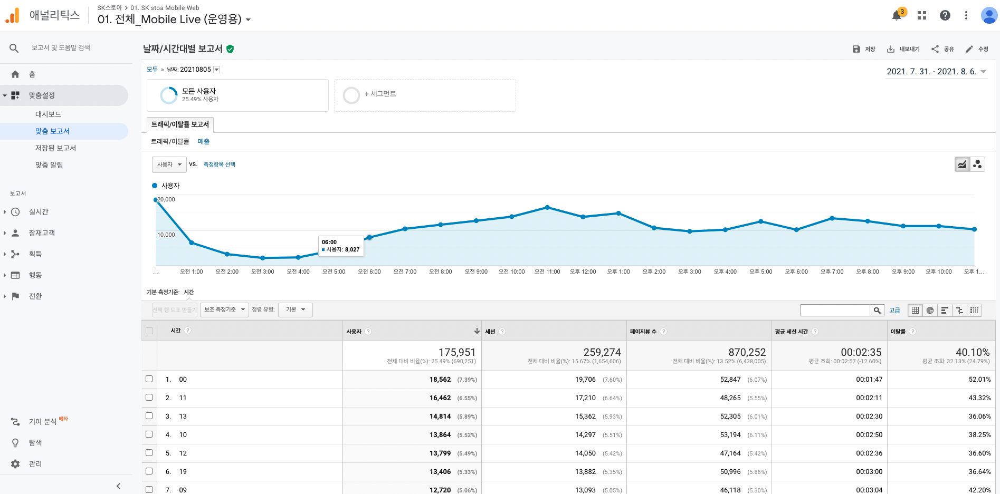 애널리틱스
SK스토아 > 01. SK stoa Mobile Web
01. 전체_Mobile Live (운영용)
3
보고서 및 도움말 검색
홈
맞춤설정
대시보드
맞춤 보고서
저장된 보고서
맞춤 알림
보고서
실시간
잠재고객
획득
행동
전환
기여 분석 베타
탐색
관리
날짜/시간대별 보고서
저장 내보내기 공유 수정
모두 » 날짜: 20210805
2021. 7. 31. - 2021. 8. 6.
모든 사용자
25.49% 사용자
+ 세그먼트
트래픽/이탈률 보고서
트래픽/이탈률 매출
사용자 vs. 측정항목 선택
사용자
20,000
10,000
06:00
사용자: 8,027
... 오전 1:00 오전 2:00 오전 3:00 오전 4:00 오전 5:00 오전 6:00 오전 7:00 오전 8:00 오전 9:00 오전 10:00 오전 11:00 오후 12:00 오후 1:00 오후 2:00 오후 3:00 오후 4:00 오후 5:00 오후 6:00 오후 7:00 오후 8:00 오후 9:00 오후 10:00 오후 1...
기본 측정기준: 시간
선택 행 도표 만들기 보조 측정기준 정렬 유형: 기본 고급
시간 ? 사용자 ? 세션 ? 페이지뷰 수 ? 평균 세션 시간 ? 이탈률 ?
175,951 259,274 870,252 00:02:35 40.10%
전체 대비 비율(%): 25.49% (690,251) 전체 대비 비율(%): 15.67% (1,654,606) 전체 대비 비율(%): 13.52% (6,438,005) 평균 조회: 00:02:57 (-12.60%) 평균 조회: 32.13% (24.79%)
1. 00 18,562 (7.39%) 19,706 (7.60%) 52,847 (6.07%) 00:01:47 52.01%
2. 11 16,462 (6.55%) 17,210 (6.64%) 48,265 (5.55%) 00:02:11 43.32%
3. 13 14,814 (5.89%) 15,362 (5.93%) 52,305 (6.01%) 00:02:30 36.06%
4. 10 13,864 (5.52%) 14,297 (5.51%) 53,194 (6.11%) 00:02:50 38.25%
5. 12 13,799 (5.49%) 14,050 (5.42%) 47,164 (5.42%) 00:02:36 36.60%
6. 19 13,406 (5.33%) 13,882 (5.35%) 50,996 (5.86%) 00:03:00 36.64%
7. 09 12,720 (5.06%) 13,093 (5.05%) 46,118 (5.30%) 00:03:04 42.20%